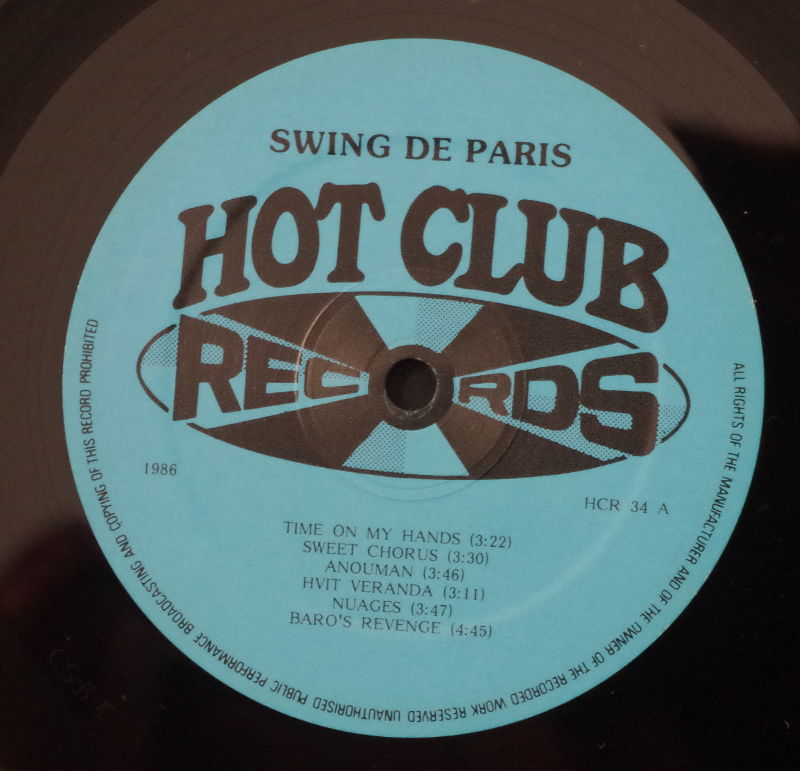 SWING DE PARIS
HOT CLUB
RECORDS
1986
HCR 34 A
TIME ON MY HANDS (3:22)
SWEET CHORUS (3:30)
ANOUMAN (3:46)
HVIT VERANDA (3:11)
NUAGES (3:47)
BARO'S REVENGE (4:45)
ALL RIGHTS OF THE MANUFACTURER AND OF THE OWNER OF THE RECORDED WORK RESERVED UNAUTHORISED PUBLIC PERFORMANCE BROADCASTING AND COPYING OF THIS RECORD PROHIBITED